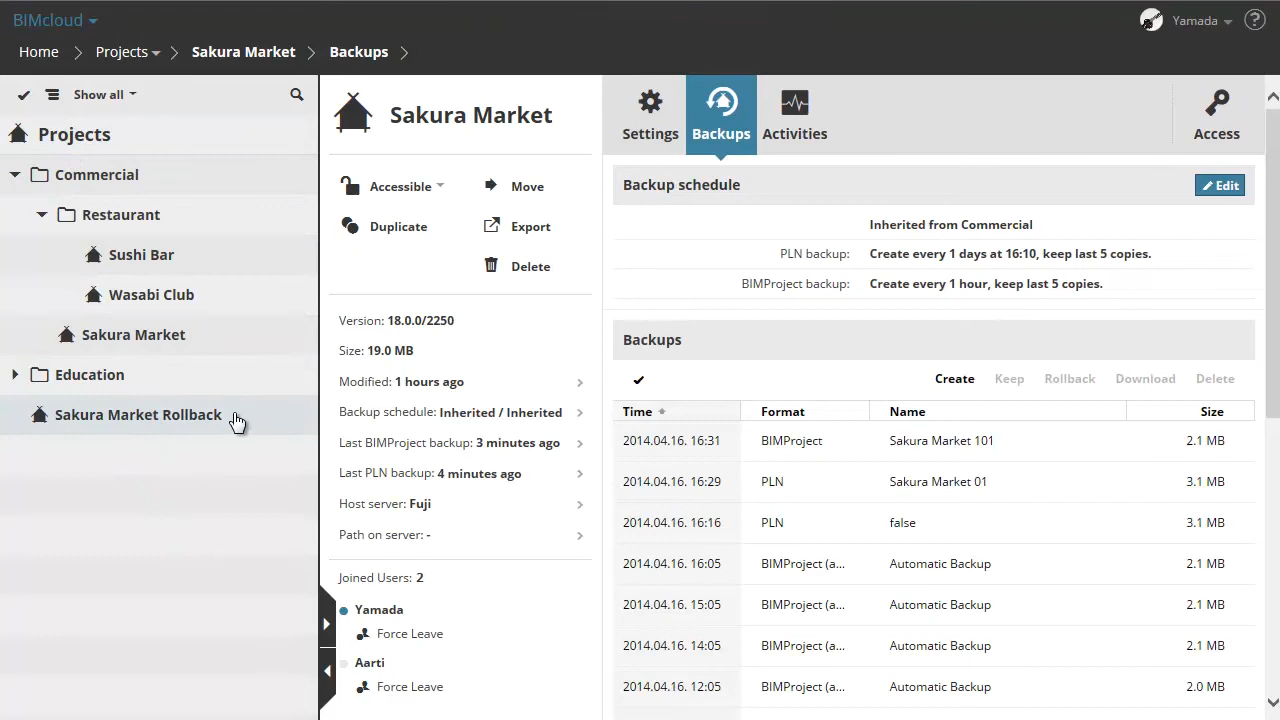 BIMcloud
Yamada
?
Home Projects Sakura Market Backups
Show all
Projects
Commercial
Restaurant
Sushi Bar
Wasabi Club
Sakura Market
Education
Sakura Market Rollback
Sakura Market
Accessible Move
Duplicate Export
Delete
Version: 18.0.0/2250
Size: 19.0 MB
Modified: 1 hours ago
Backup schedule: Inherited / Inherited
Last BIMProject backup: 3 minutes ago
Last PLN backup: 4 minutes ago
Host server: Fuji
Path on server: -
Joined Users: 2
Yamada
Force Leave
Aarti
Force Leave
Settings Backups Activities Access
Backup schedule Edit
Inherited from Commercial
PLN backup: Create every 1 days at 16:10, keep last 5 copies.
BIMProject backup: Create every 1 hour, keep last 5 copies.
Backups
Create Keep Rollback Download Delete
Time Format Name Size
2014.04.16. 16:31 BIMProject Sakura Market 101 2.1 MB
2014.04.16. 16:29 PLN Sakura Market 01 3.1 MB
2014.04.16. 16:16 PLN false 3.1 MB
2014.04.16. 16:05 BIMProject (a... Automatic Backup 2.1 MB
2014.04.16. 15:05 BIMProject (a... Automatic Backup 2.1 MB
2014.04.16. 14:05 BIMProject (a... Automatic Backup 2.1 MB
2014.04.16. 12:05 BIMProject (a... Automatic Backup 2.0 MB